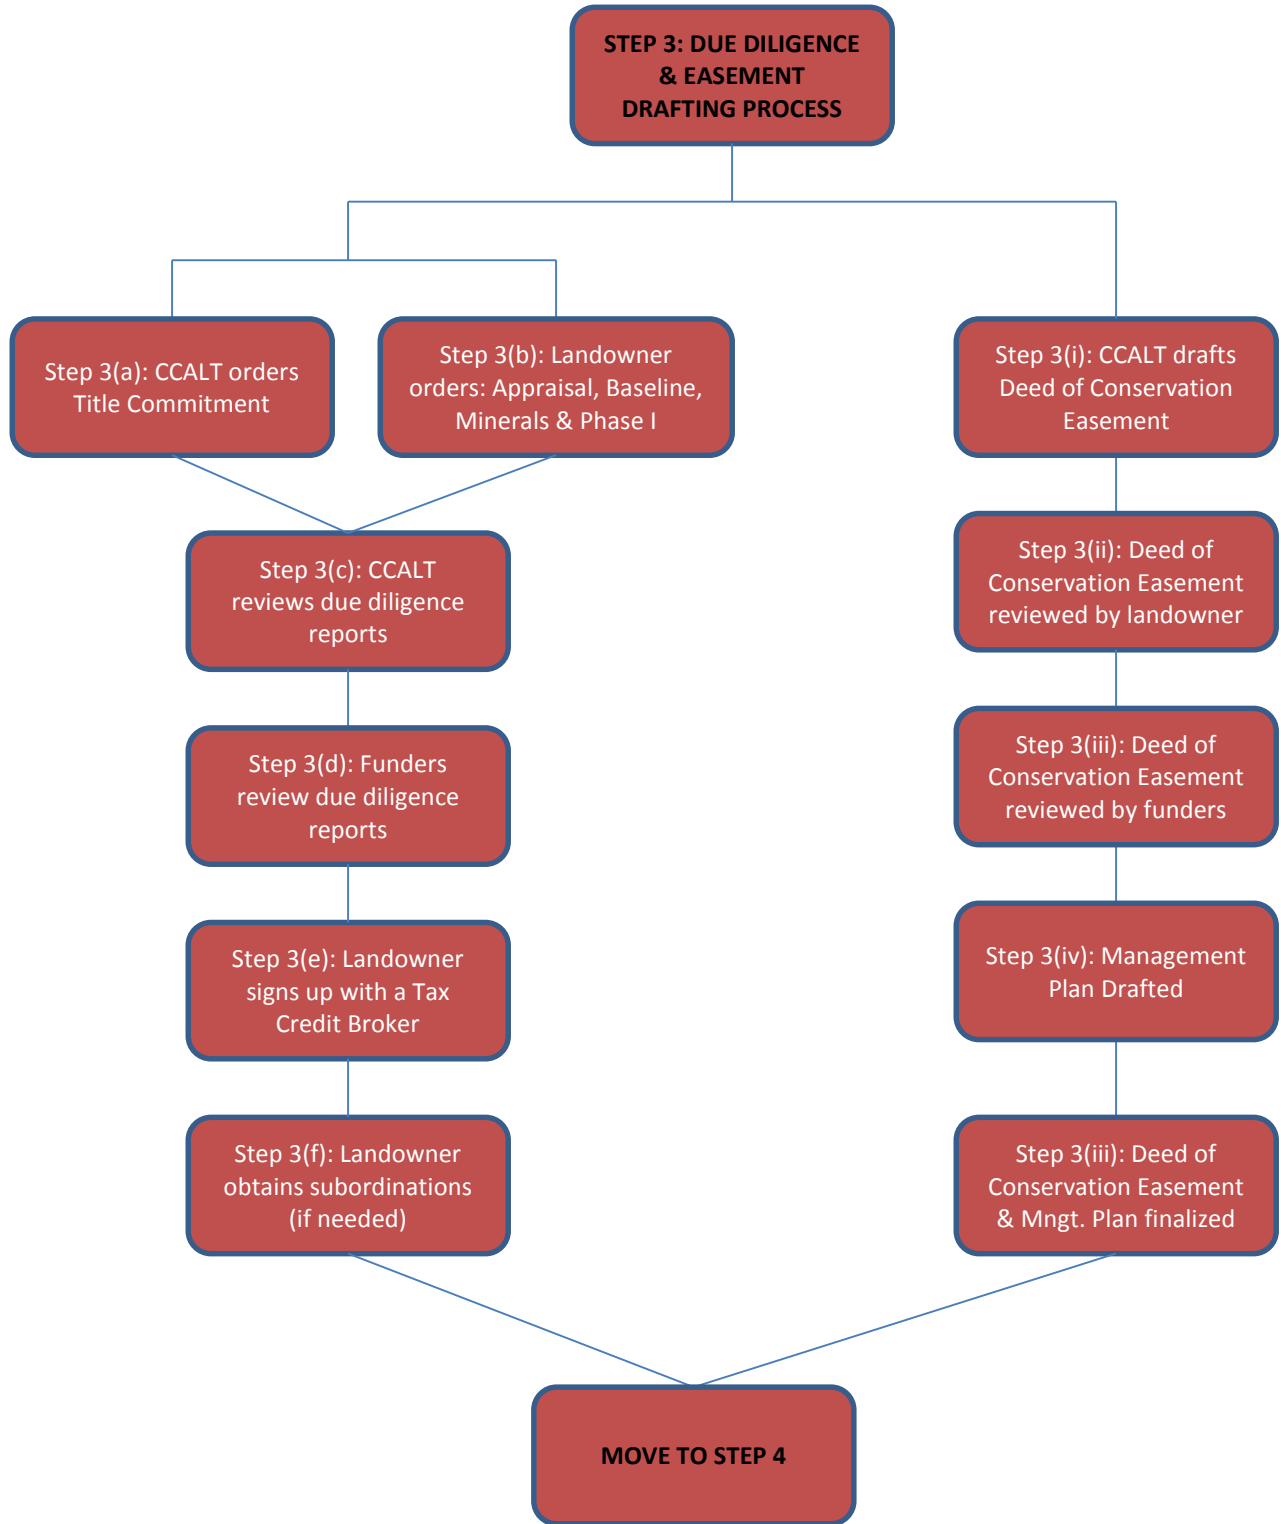 STEP 3: DUE DILIGENCE
& EASEMENT
DRAFTING PROCESS
Step 3(a): CCALT orders
Title Commitment
Step 3(b): Landowner
orders: Appraisal, Baseline,
Minerals & Phase I
Step 3(c): CCALT
reviews due diligence
reports
Step 3(d): Funders
review due diligence
reports
Step 3(e): Landowner
signs up with a Tax
Credit Broker
Step 3(f): Landowner
obtains subordinations
(if needed)
Step 3(i): CCALT drafts
Deed of Conservation
Easement
Step 3(ii): Deed of
Conservation Easement
reviewed by landowner
Step 3(iii): Deed of
Conservation Easement
reviewed by funders
Step 3(iv): Management
Plan Drafted
Step 3(iii): Deed of
Conservation Easement
& Mngt. Plan finalized
MOVE TO STEP 4